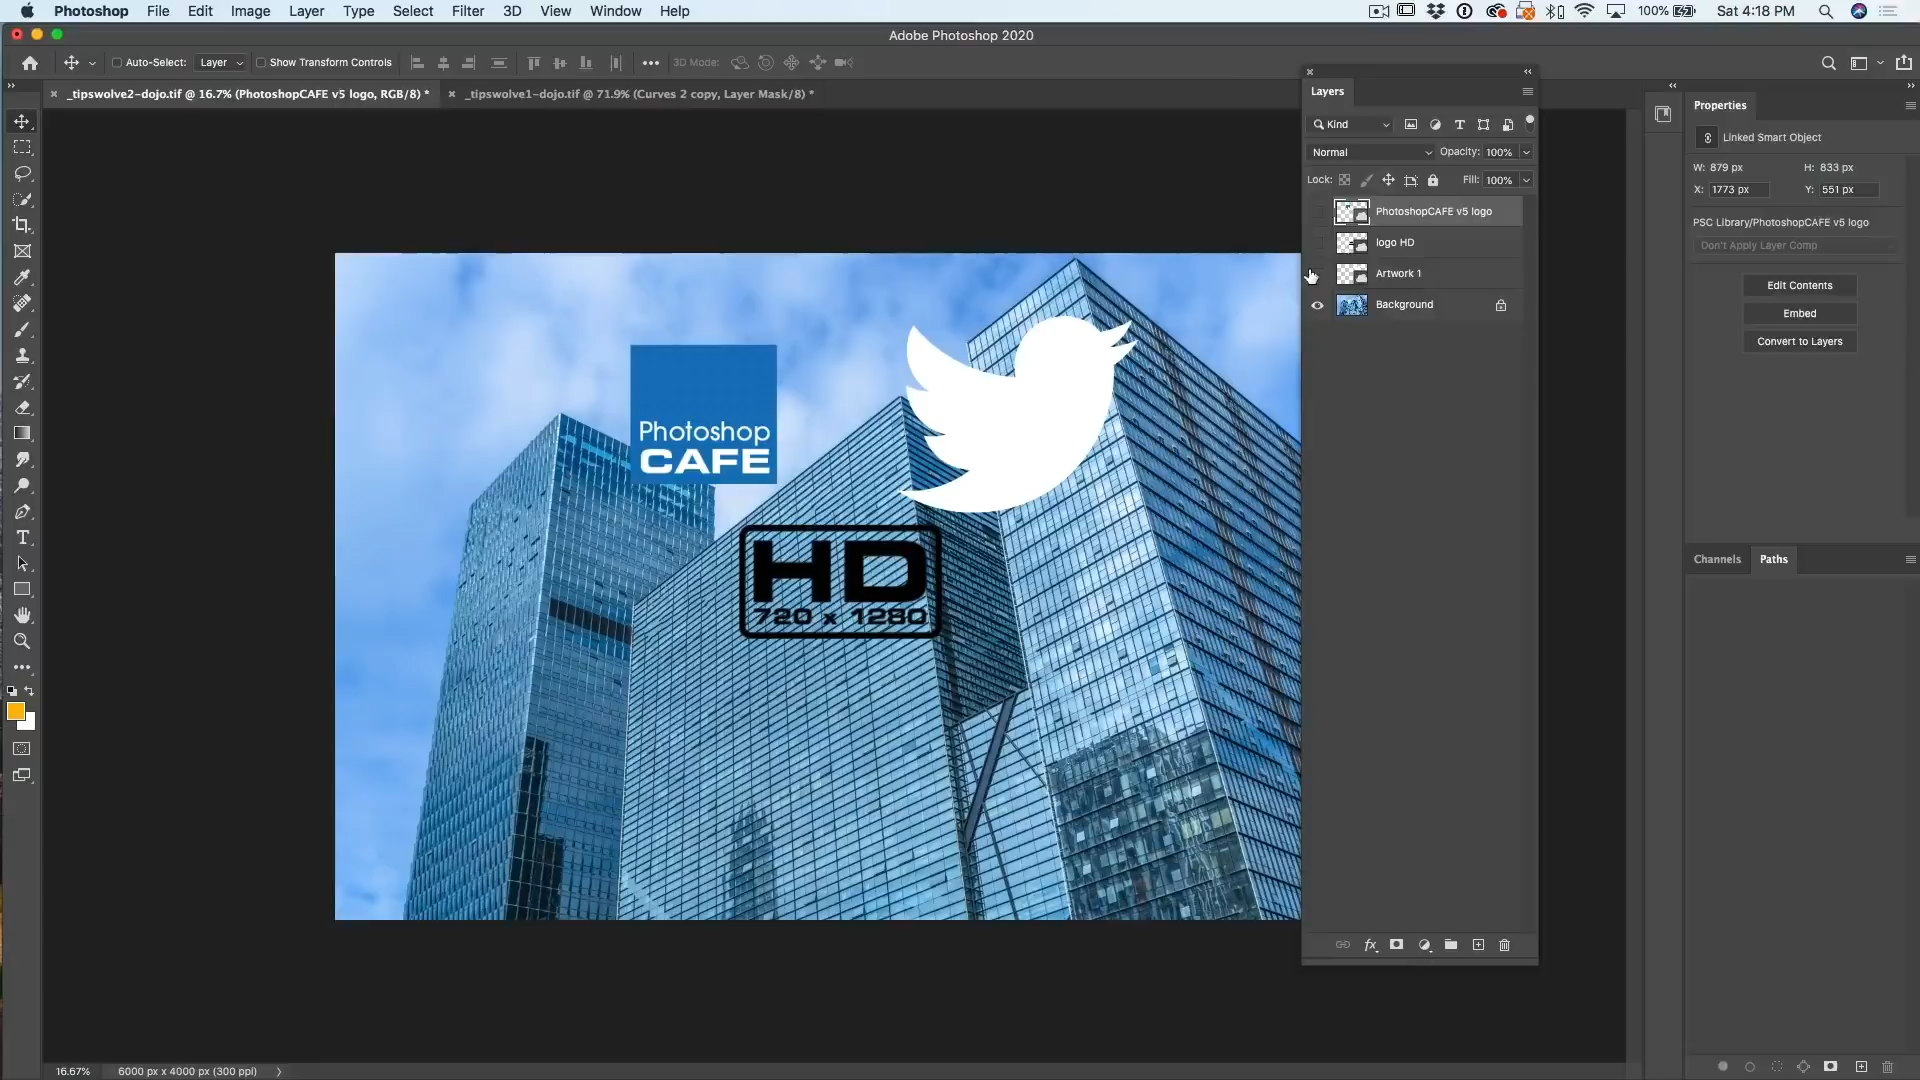 Photoshop File Edit Image Layer Type Select Filter 3D View Window Help 100% Sat 4:18 PM
Adobe Photoshop 2020
Auto-Select: Layer Show Transform Controls 3D Mode:
_tipswolve2-dojo.tif @ 16.7% (PhotoshopCAFE v5 logo, RGB/8) * _tipswolve1-dojo.tif @ 71.9% (Curves 2 copy, Layer Mask/8) *
Layers
Kind
Normal Opacity: 100%
Lock: Fill: 100%
PhotoshopCAFE v5 logo
logo HD
Artwork 1
Background
Properties
Linked Smart Object
W: 879 px H: 833 px
X: 1773 px Y: 551 px
PSC Library/PhotoshopCAFE v5 logo
Don't Apply Layer Comp
Edit Contents
Embed
Convert to Layers
Channels Paths
Photoshop
CAFE
HD
720 x 1280
16.67% 6000 px x 4000 px (300 ppi)